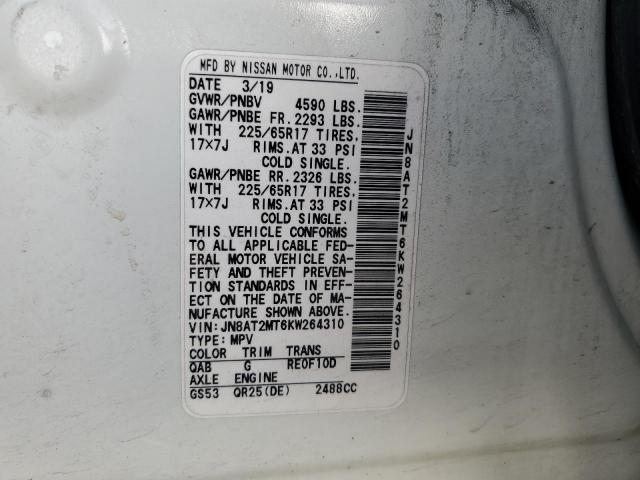 MFD BY NISSAN MOTOR CO.,LTD.
DATE 3/19
GVWR/PNBV 4590 LBS.
GAWR/PNBE FR.2293 LBS.
WITH 225/65R17 TIRES,
17×7J RIMS.AT 33 PSI
COLD SINGLE.
GAWR/PNBE RR.2326 LBS.
WITH 225/65R17 TIRES,
17×7J RIMS.AT 33 PSI
COLD SINGLE.
THIS VEHICLE CONFORMS
TO ALL APPLICABLE FED-
ERAL MOTOR VEHICLE SA-
FETY AND THEFT PREVEN-
TION STANDARDS IN EFF-
ECT ON THE DATE OF MA-
NUFACTURE SHOWN ABOVE.
VIN:JN8AT2MT6KW264310
TYPE:MPV
COLOR TRIM TRANS
QAB G RE0F10D
AXLE ENGINE
GS53 QR25(DE) 2488CC
JN8AT2MT6KW264310